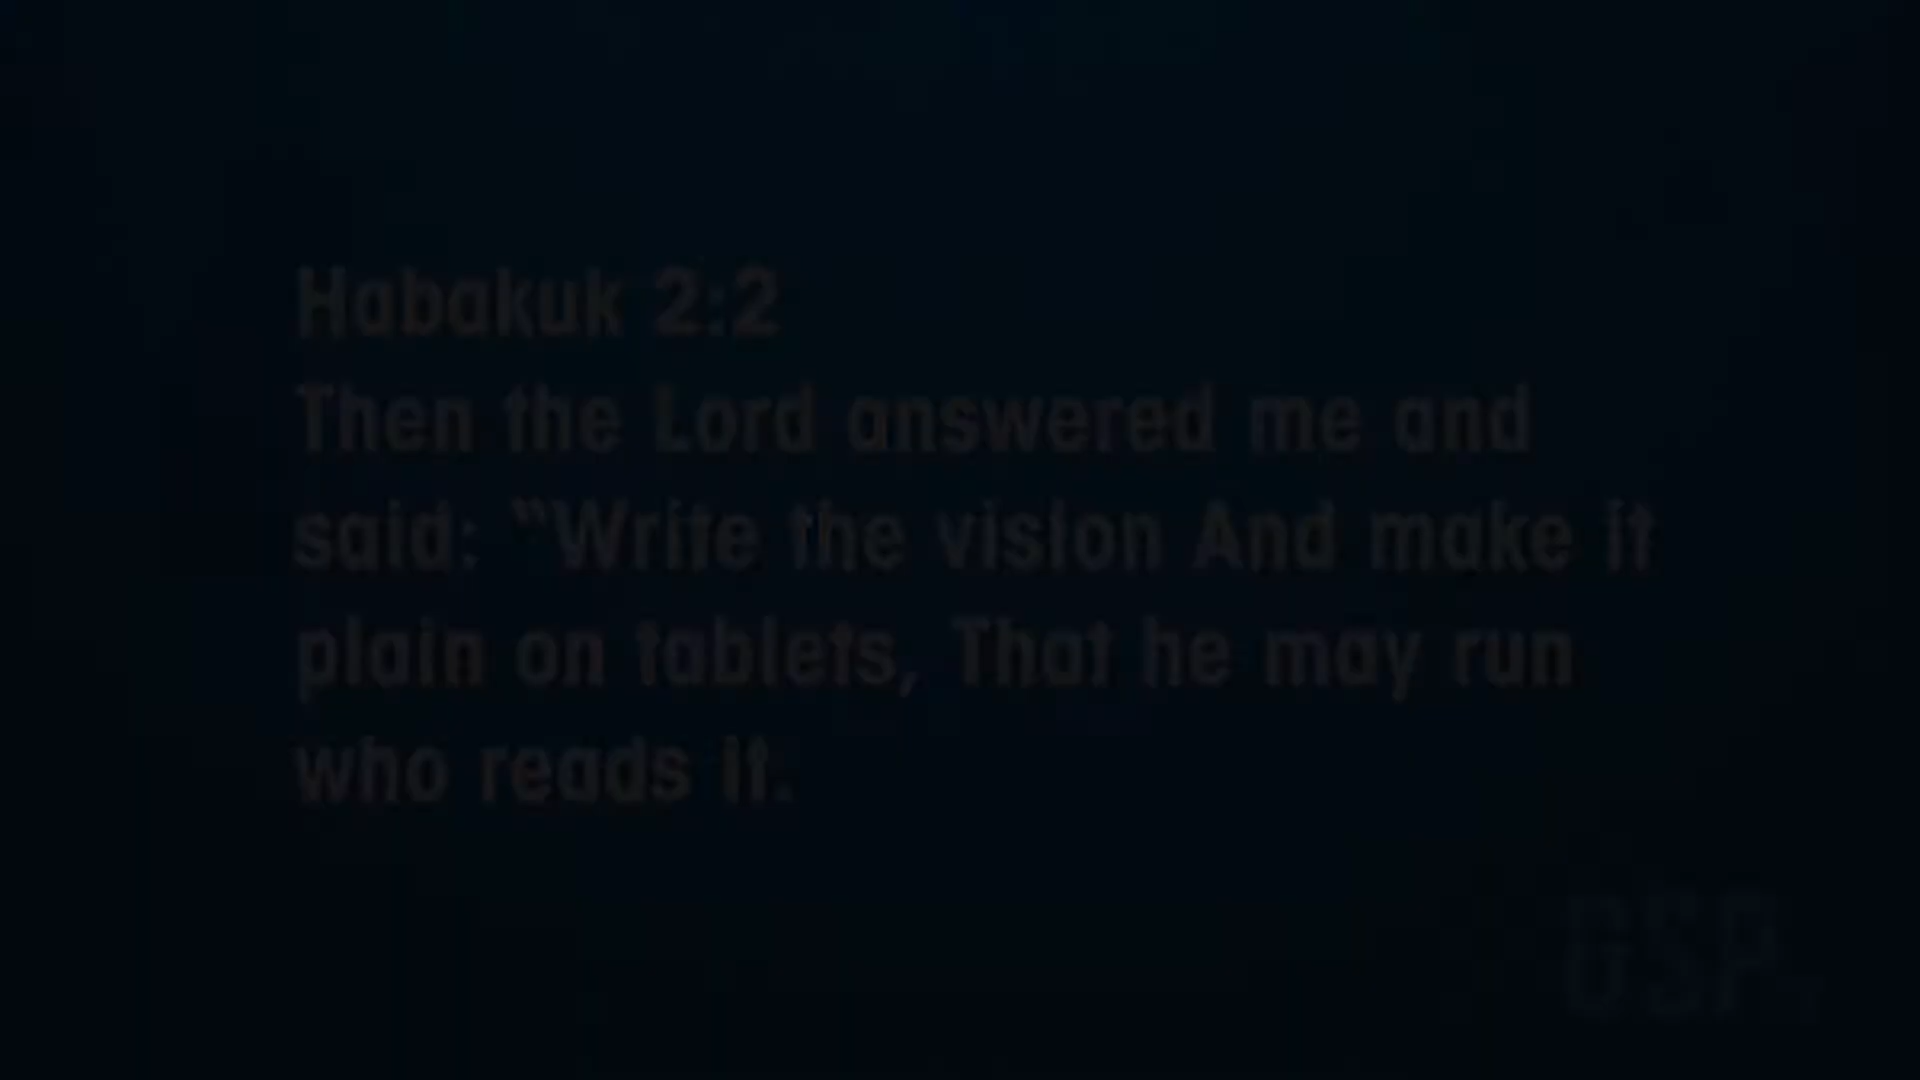 Habakuk 2:2
Then the Lord answered me and
said: “Write the vision And make it
plain on tablets, That he may run
who reads it.
GSP